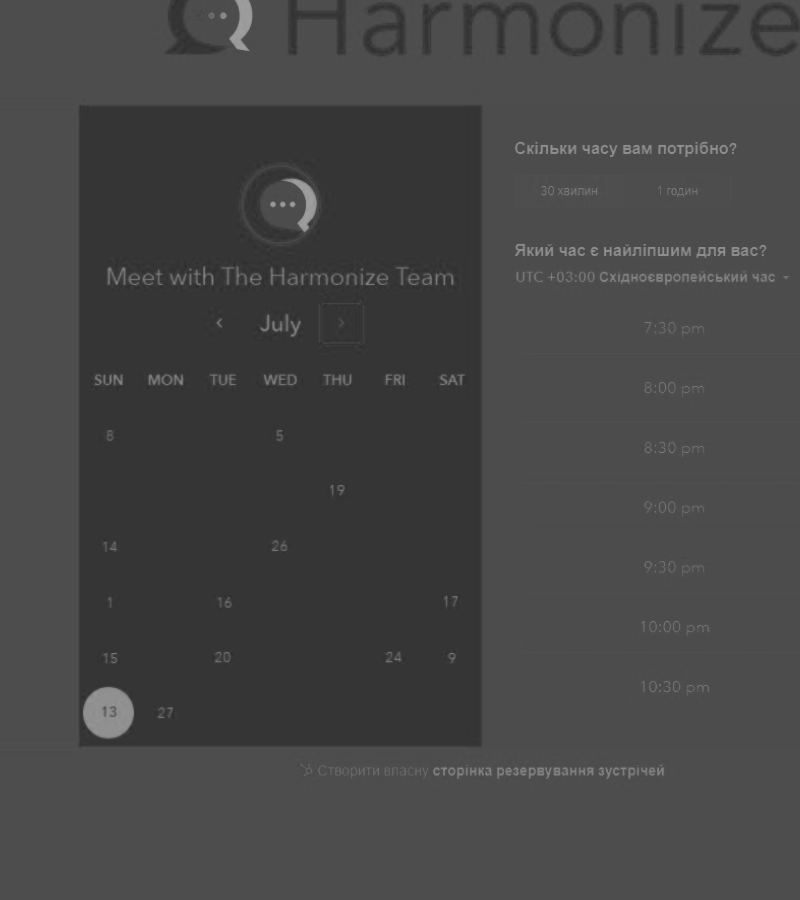 Harmonize
Meet with The Harmonize Team
July
SUN MON TUE WED THU FRI SAT
8 5
19
14 26
1 16 17
15 20 24 9
13 27
Скільки часу вам потрібно?
30 хвилин 1 годин
Який час є найліпшим для вас?
UTC +03:00 Східноєвропейський час
7:30 pm
8:00 pm
8:30 pm
9:00 pm
9:30 pm
10:00 pm
10:30 pm
Створити власну сторінка резервування зустрічей